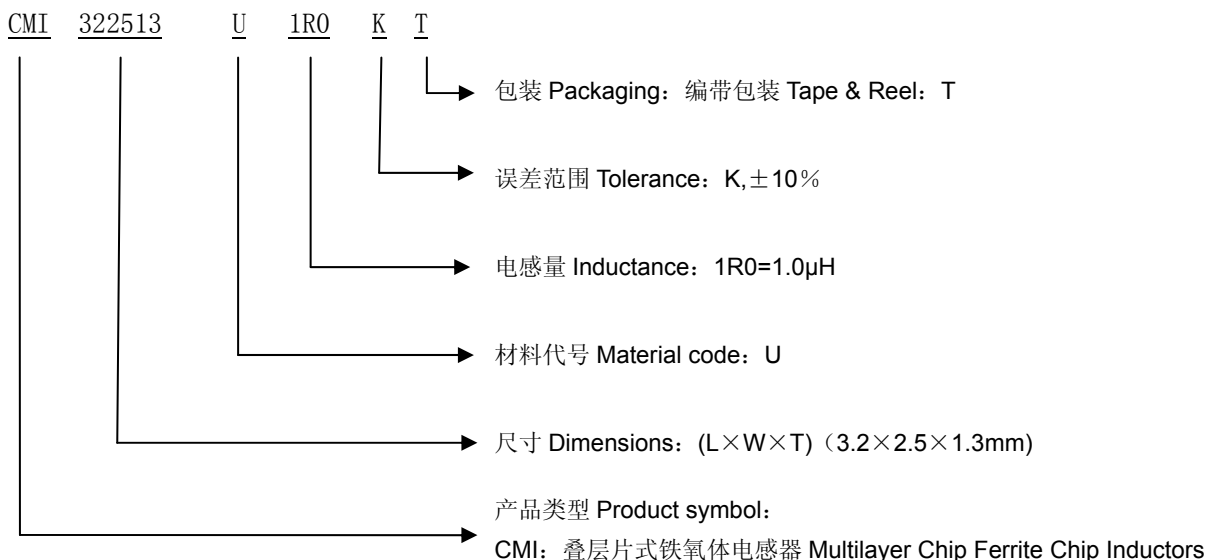 CMI 322513 U 1R0 K T
包装 Packaging：编带包装 Tape & Reel：T
误差范围 Tolerance：K,±10％
电感量 Inductance：1R0=1.0μH
材料代号 Material code：U
尺寸 Dimensions：(L×W×T)（3.2×2.5×1.3mm)
产品类型 Product symbol：
CMI：叠层片式铁氧体电感器 Multilayer Chip Ferrite Chip Inductors